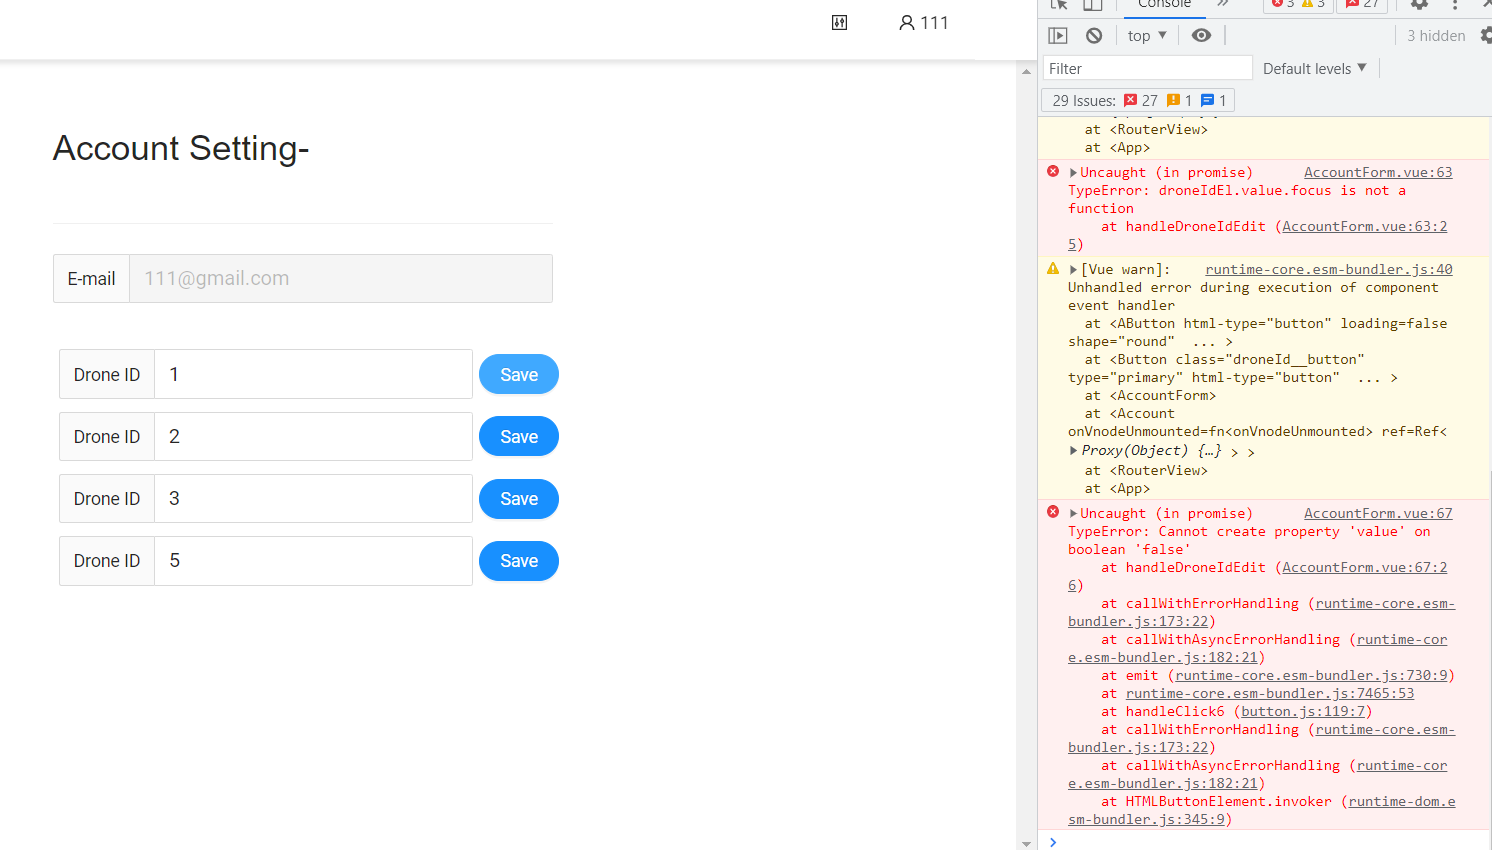 Console
3
3
27
111
top
3 hidden
Filter
Default levels
29 Issues: 27 1 1
at <RouterView>
at <App>
Account Setting-
E-mail
111@gmail.com
Drone ID
1
Save
Drone ID
2
Save
Drone ID
3
Save
Drone ID
5
Save
Uncaught (in promise) AccountForm.vue:63
TypeError: droneIdEl.value.focus is not a
function
at handleDroneIdEdit (AccountForm.vue:63:2
5)
[Vue warn]: runtime-core.esm-bundler.js:40
Unhandled error during execution of component
event handler
at <AButton html-type="button" loading=false
shape="round" ... >
at <Button class="droneId__button"
type="primary" html-type="button" ... >
at <AccountForm>
at <Account
onVnodeUnmounted=fn<onVnodeUnmounted> ref=Ref<
Proxy(Object) {…} > >
at <RouterView>
at <App>
Uncaught (in promise) AccountForm.vue:67
TypeError: Cannot create property 'value' on
boolean 'false'
at handleDroneIdEdit (AccountForm.vue:67:2
6)
at callWithErrorHandling (runtime-core.esm-
bundler.js:173:22)
at callWithAsyncErrorHandling (runtime-cor
e.esm-bundler.js:182:21)
at emit (runtime-core.esm-bundler.js:730:9)
at runtime-core.esm-bundler.js:7465:53
at handleClick6 (button.js:119:7)
at callWithErrorHandling (runtime-core.esm-
bundler.js:173:22)
at callWithAsyncErrorHandling (runtime-cor
e.esm-bundler.js:182:21)
at HTMLButtonElement.invoker (runtime-dom.e
sm-bundler.js:345:9)